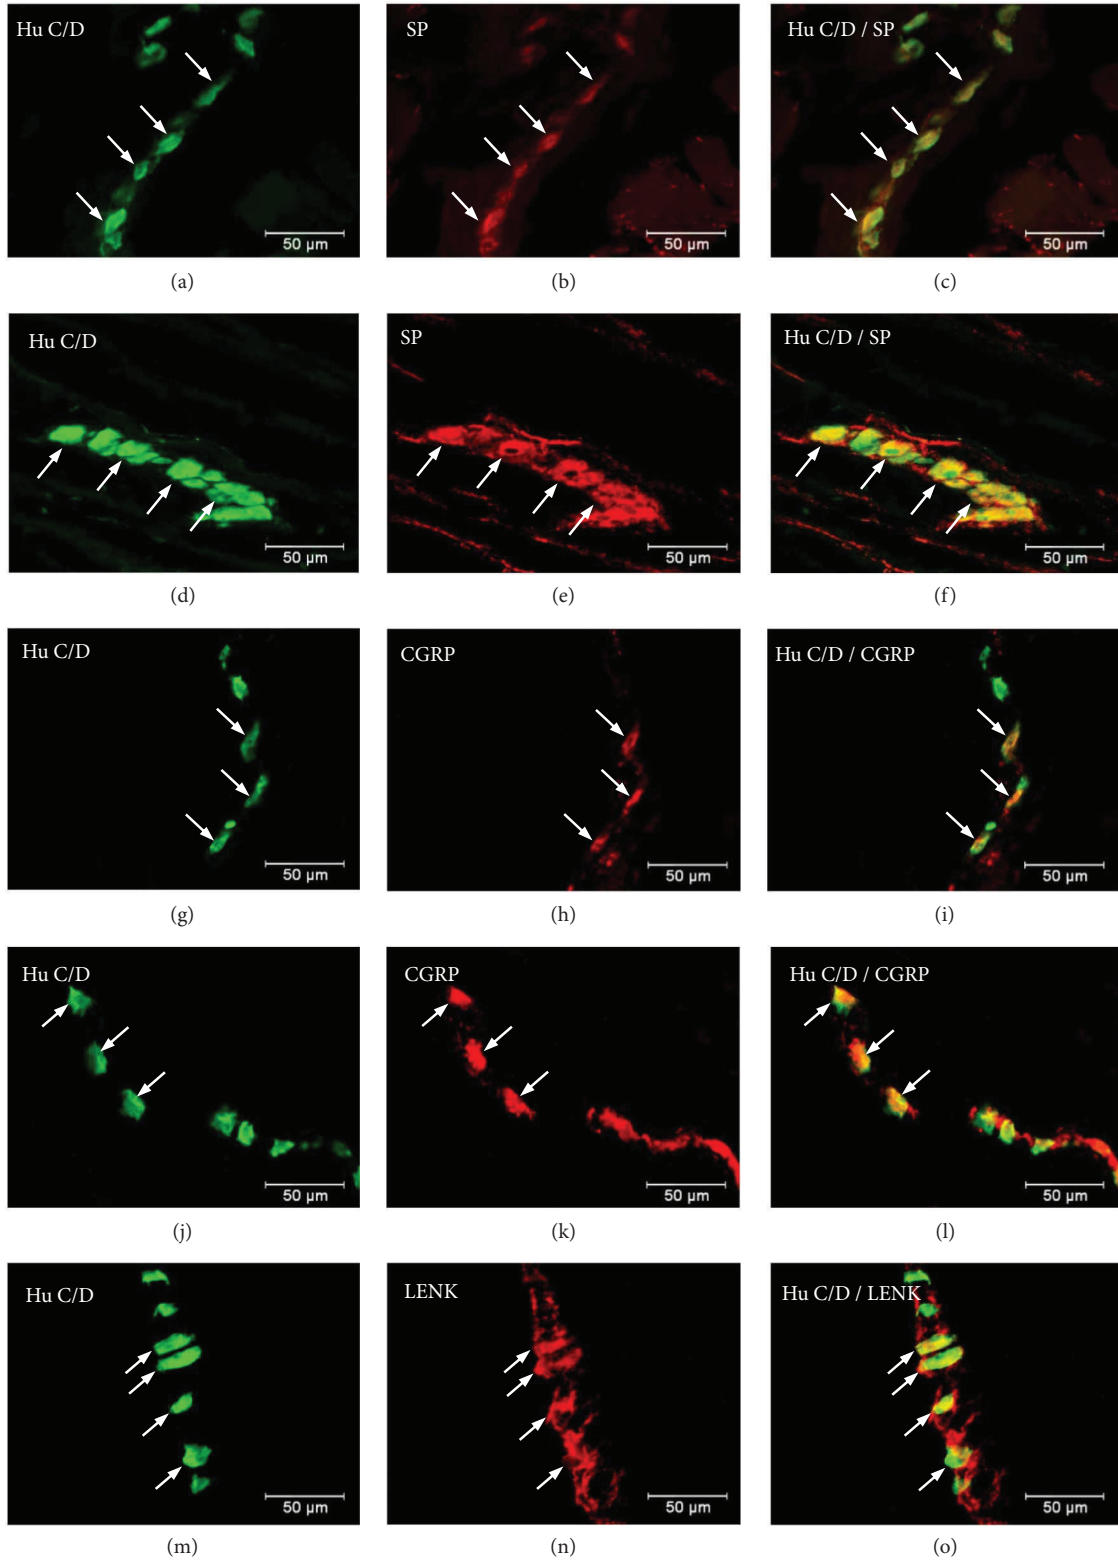 Hu C/D
SP
Hu C/D / SP
50 µm
50 µm
50 µm
(a)
(b)
(c)
Hu C/D
SP
Hu C/D / SP
50 µm
50 µm
50 µm
(d)
(e)
(f)
Hu C/D
CGRP
Hu C/D / CGRP
50 µm
50 µm
50 µm
(g)
(h)
(i)
Hu C/D
CGRP
Hu C/D / CGRP
50 µm
50 µm
50 µm
(j)
(k)
(l)
Hu C/D
LENK
Hu C/D / LENK
50 µm
50 µm
50 µm
(m)
(n)
(o)